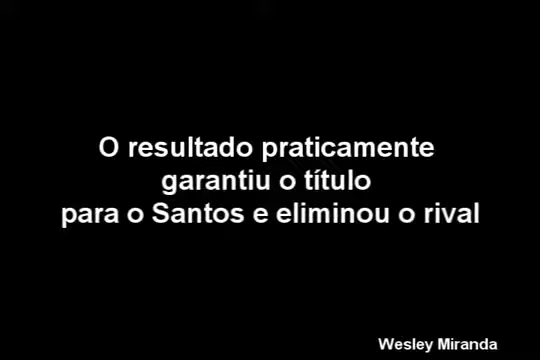 O resultado praticamente
garantiu o título
para o Santos e eliminou o rival
Wesley Miranda